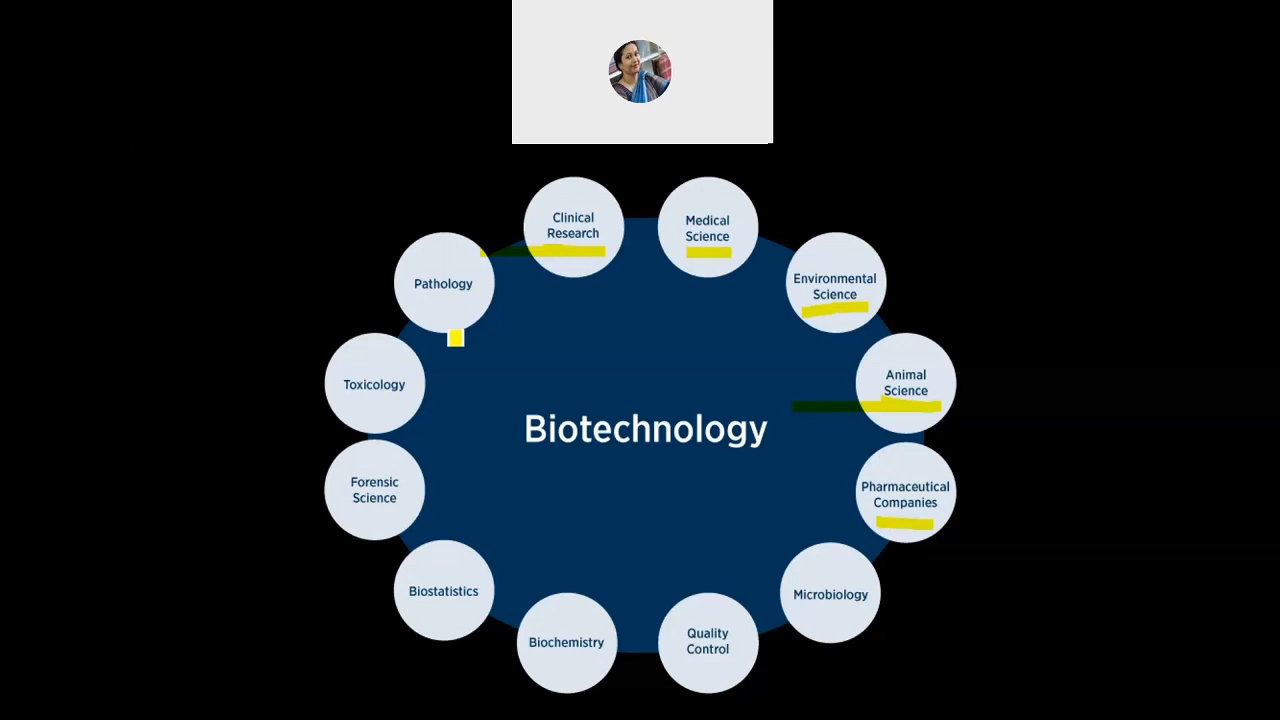 Clinical
Research
Medical
Science
Environmental
Science
Animal
Science
Pharmaceutical
Companies
Microbiology
Quality
Control
Biochemistry
Biostatistics
Forensic
Science
Toxicology
Pathology
Biotechnology